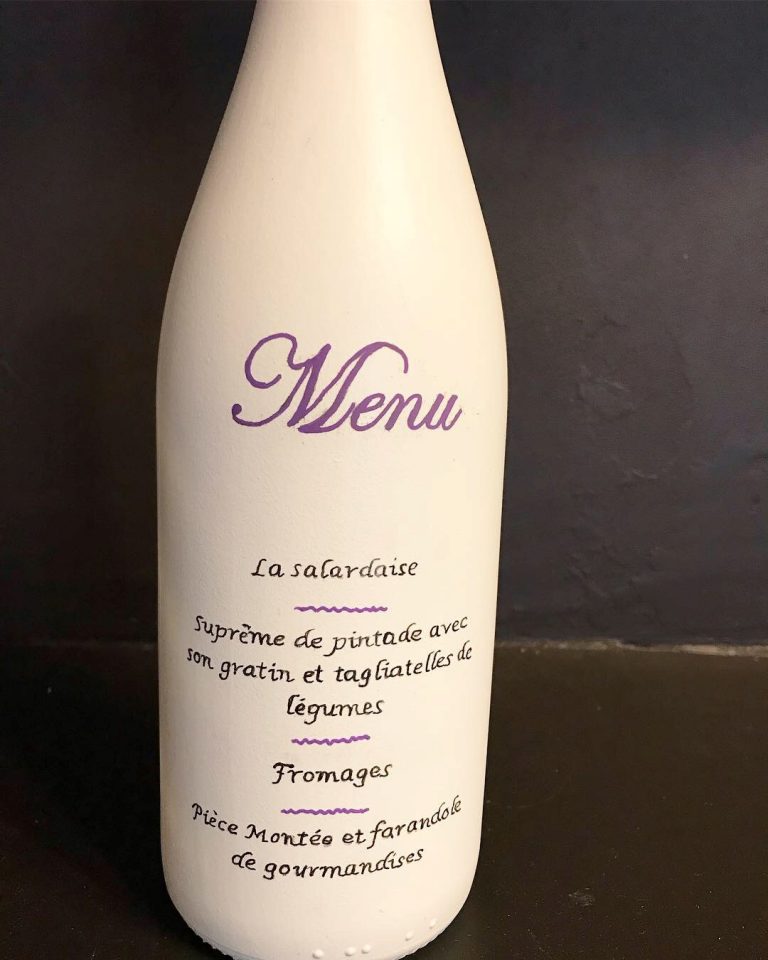 Menu
La salardaise
Suprême de pintade avec
son gratin et tagliatelles de
légumes
Fromages
Pièce Montée et farandole
de gourmandises